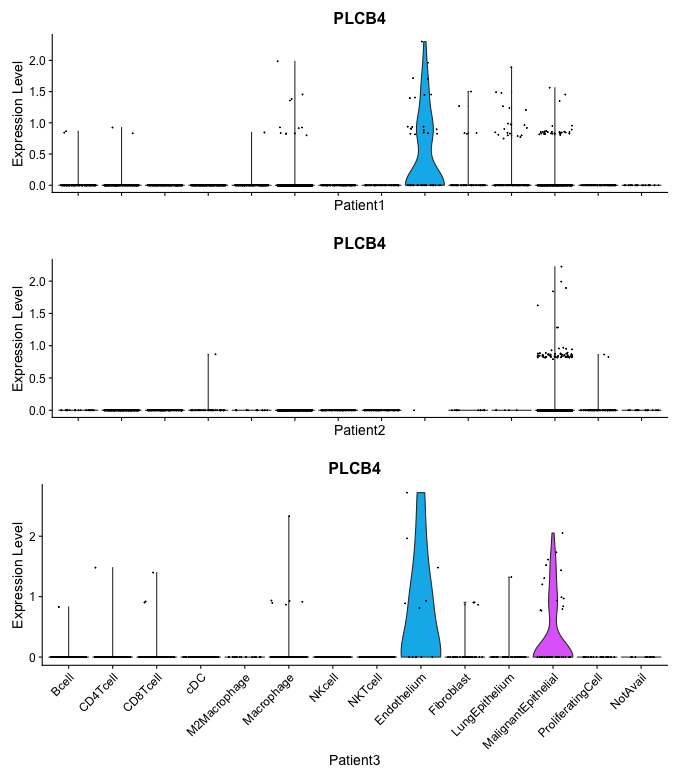 PLCB4
Expression Level
2.0
1.5
1.0
0.5
0.0
Patient1
PLCB4
Expression Level
2.0
1.5
1.0
0.5
0.0
Patient2
PLCB4
Expression Level
2
1
0
Bcell
CD4Tcell
CD8Tcell
cDC
M2Macrophage
Macrophage
NKcell
NKTcell
Endothelium
Fibroblast
LungEpithelium
MalignantEpithelial
ProliferatingCell
NotAvail
Patient3